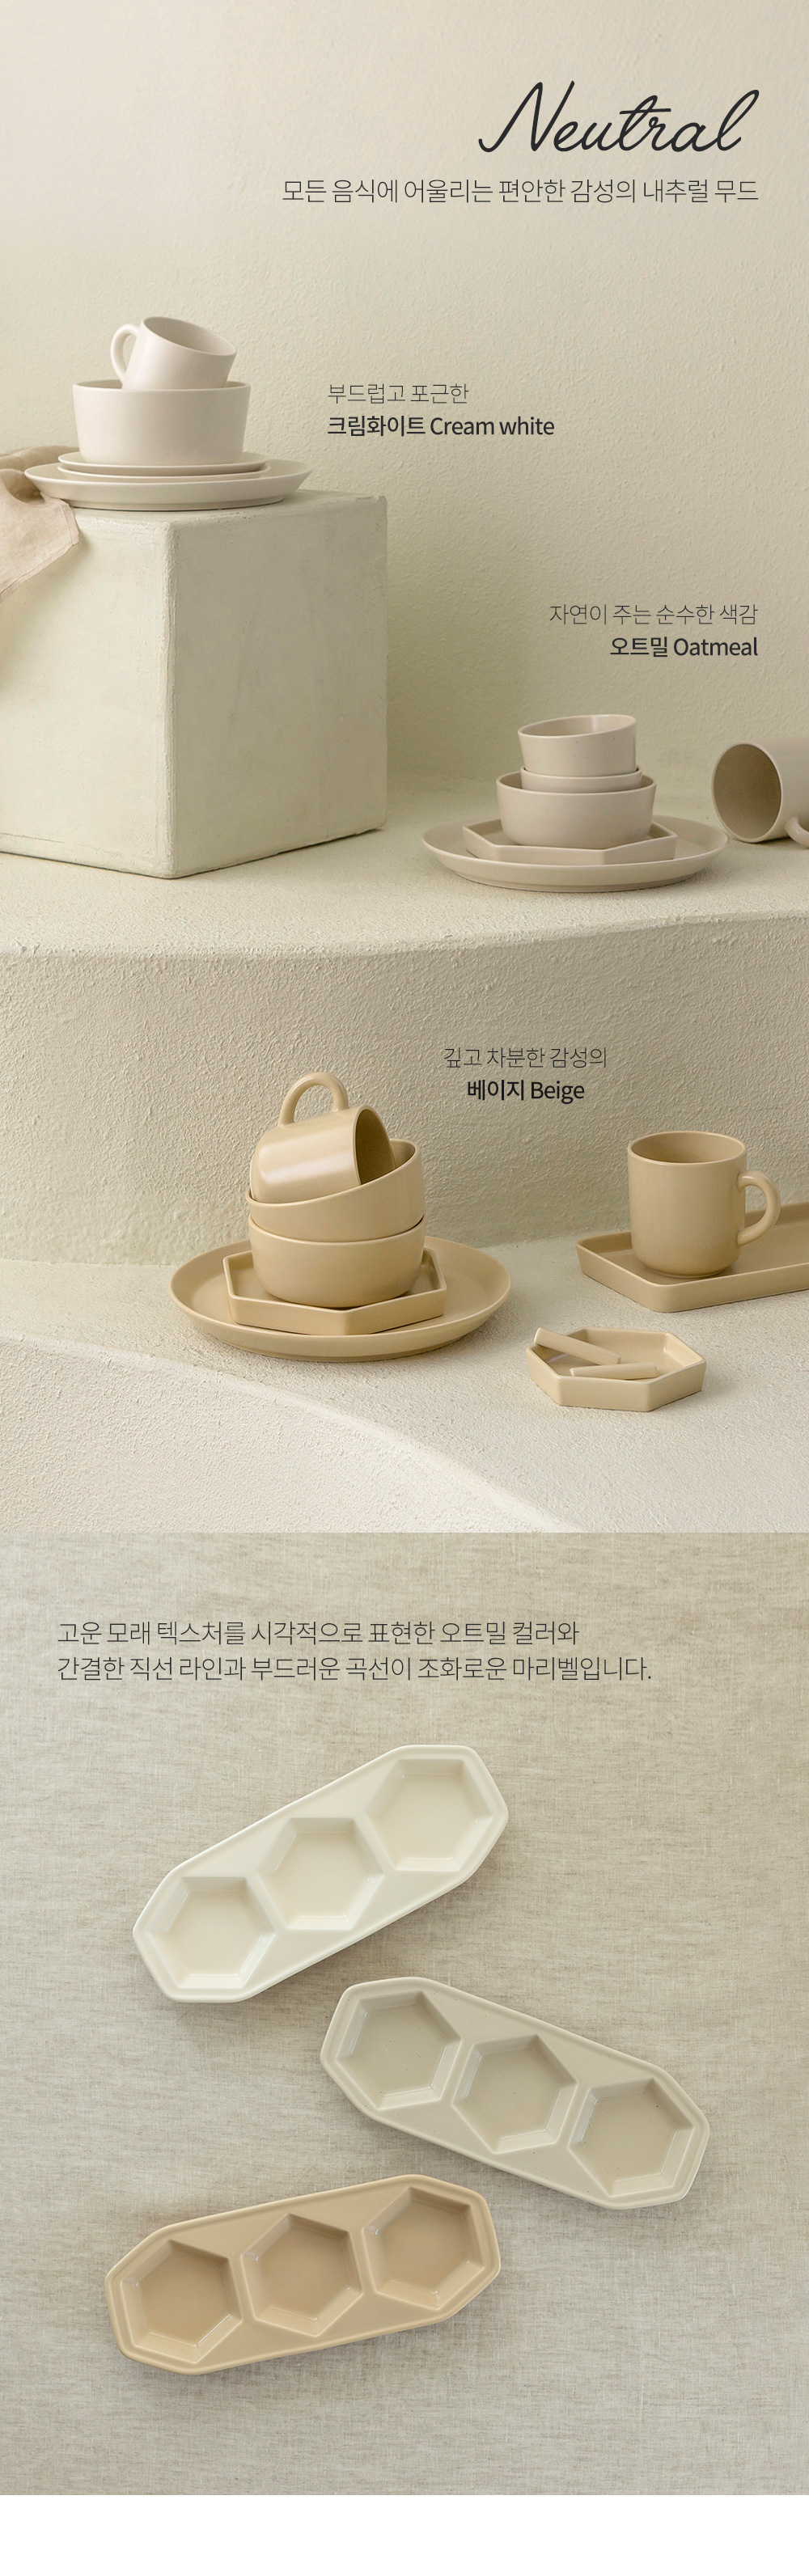 Neutral
모든 음식에 어울리는 편안한 감성의 내추럴 무드
부드럽고 포근한
크림화이트 Cream white
자연이 주는 순수한 색감
오트밀 Oatmeal
깊고 차분한 감성의
베이지 Beige
고운 모래 텍스처를 시각적으로 표현한 오트밀 컬러와
간결한 직선 라인과 부드러운 곡선이 조화로운 마리벨입니다.